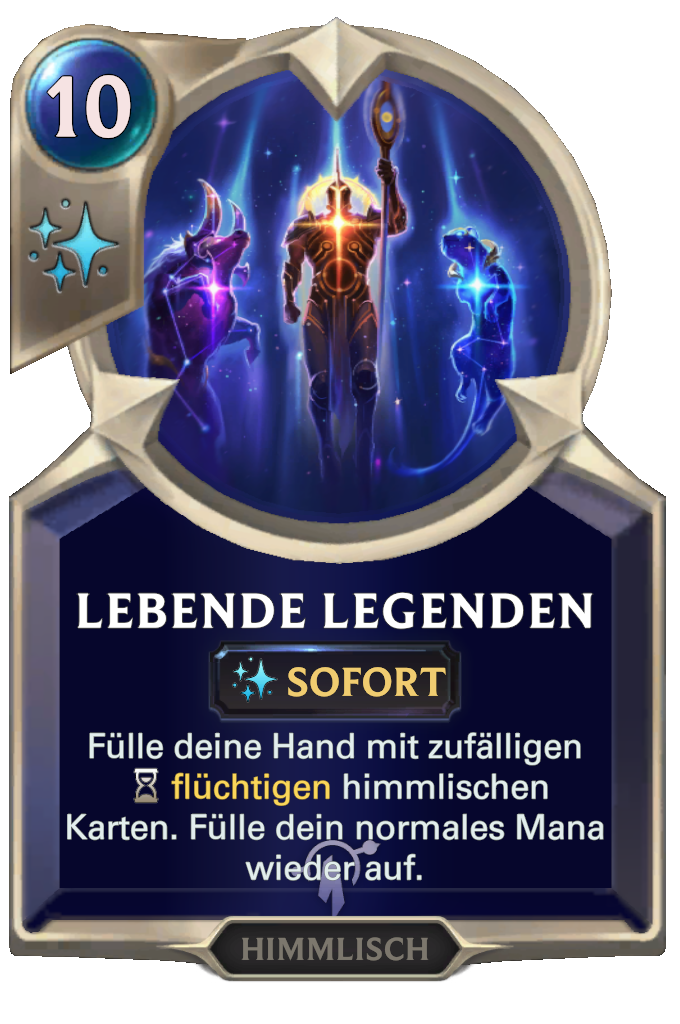 10
LEBENDE LEGENDEN
SOFORT
Fülle deine Hand mit zufälligen
flüchtigen himmlischen
Karten. Fülle dein normales Mana
wieder auf.
HIMMLISCH